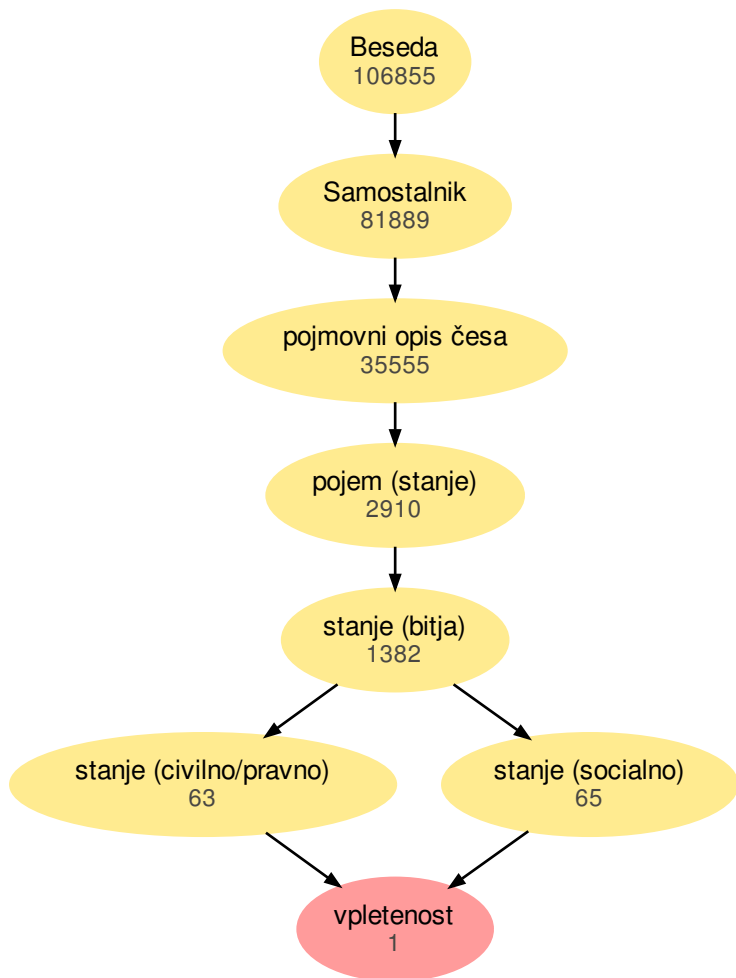 Beseda
106855
Samostalnik
81889
pojmovni opis česa
35555
pojem (stanje)
2910
stanje (bitja)
1382
stanje (civilno/pravno)
63
stanje (socialno)
65
vpletenost
1